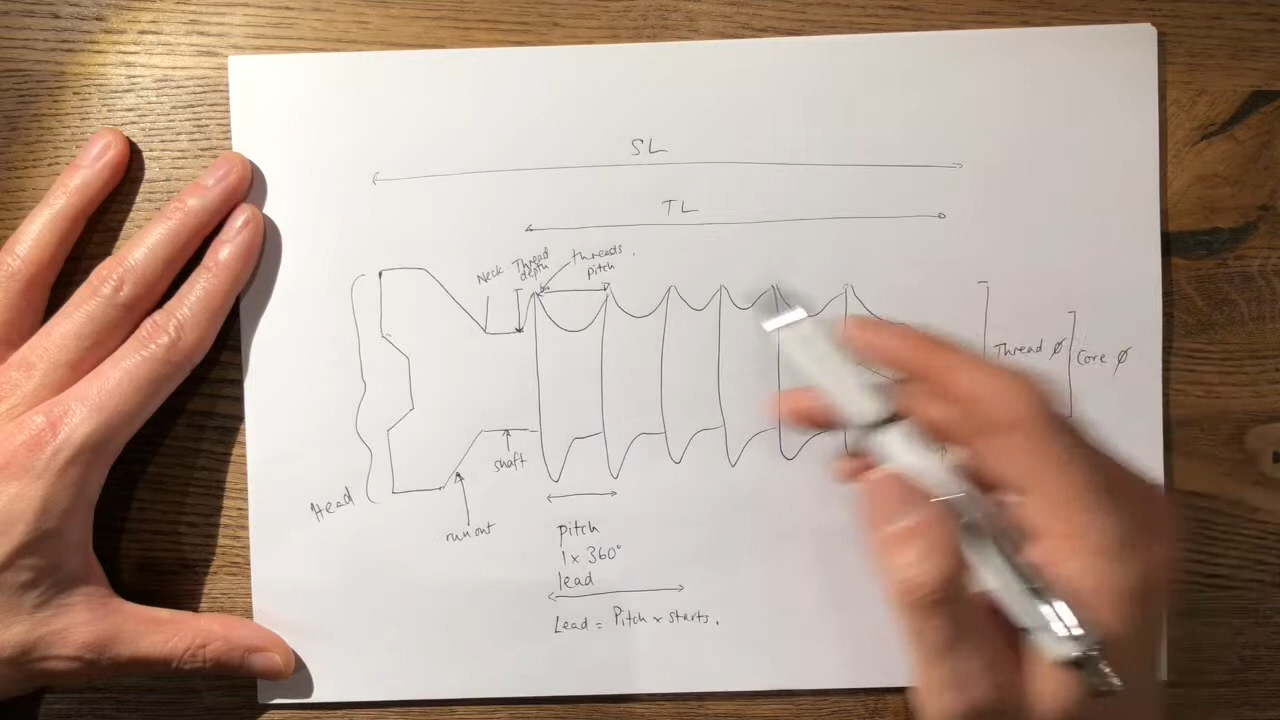 SL
TL
Neck
Thread
depth
threads.
pitch
Thread Ø
Core Ø
shaft
Head
run out
pitch
1 x 360°
lead
Lead = Pitch x starts.